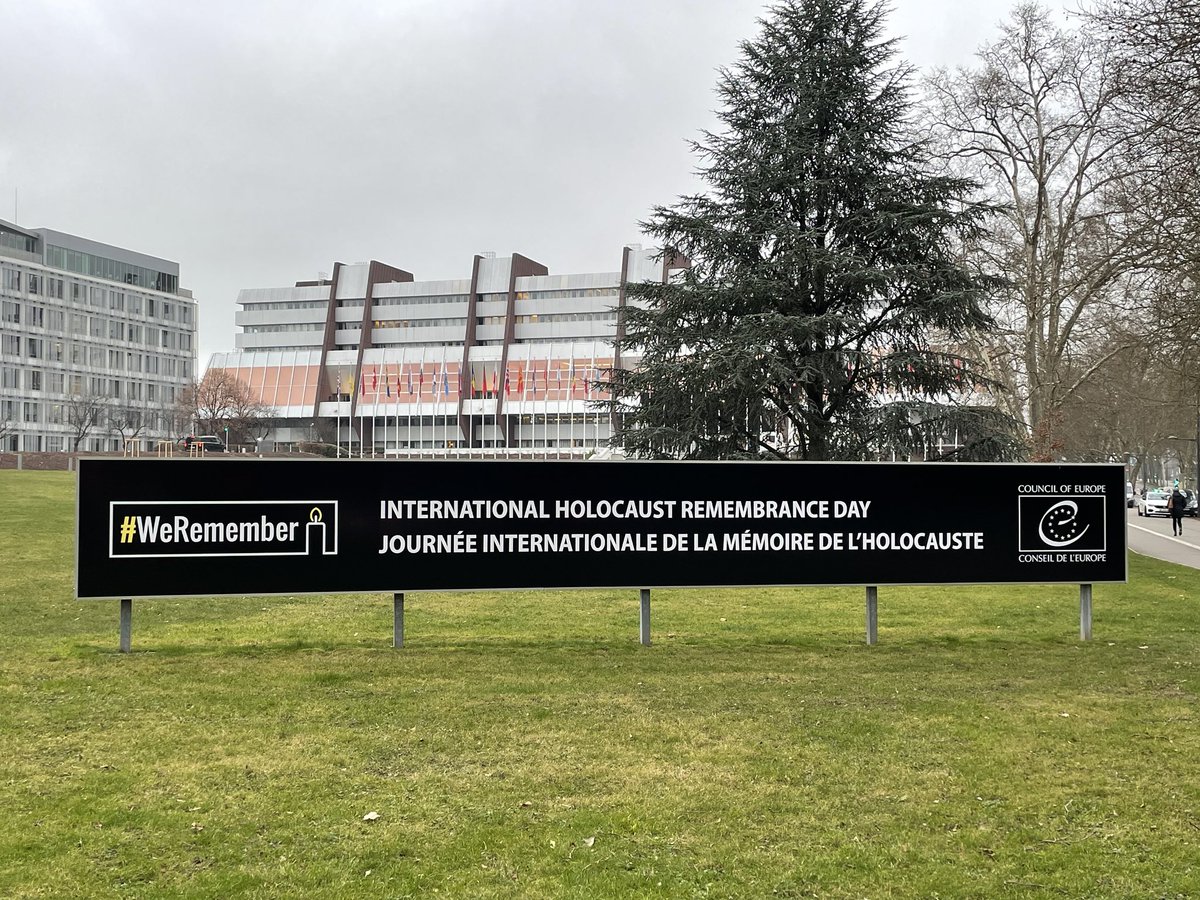 #WeRemember
INTERNATIONAL HOLOCAUST REMEMBRANCE DAY
JOURNÉE INTERNATIONALE DE LA MÉMOIRE DE L'HOLOCAUSTE
COUNCIL OF EUROPE
CONSEIL DE L'EUROPE